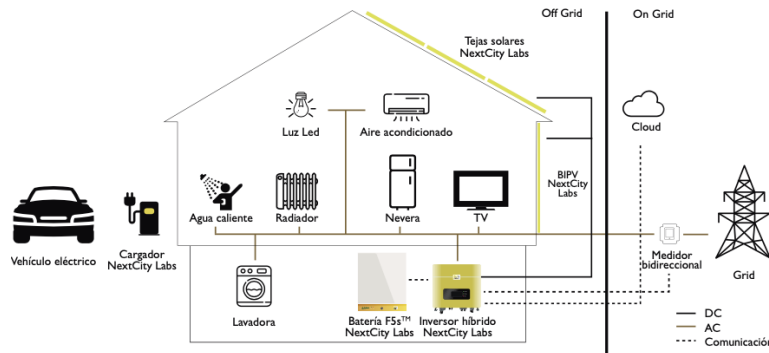 Off Grid
On Grid
Tejas solares
NextCity Labs
Luz Led
Aire acondicionado
Cloud
BIPV
NextCity
Labs
Agua caliente
Radiador
Nevera
TV
Vehículo eléctrico
Cargador
NextCity Labs
Medidor
bidireccional
Grid
Lavadora
Batería F5s™
NextCity Labs
Inversor híbrido
NextCity Labs
DC
AC
Comunicación